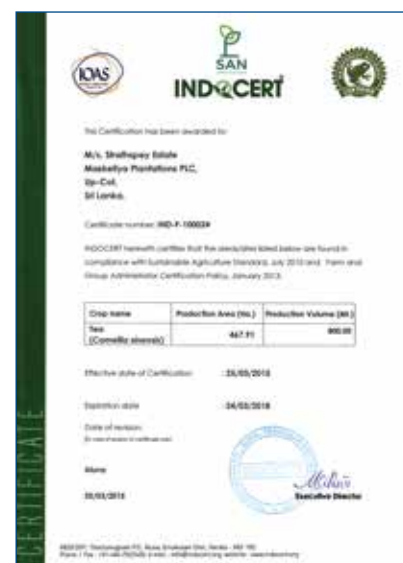 IOAS
SAN
INDOCERT
This Certification has been awarded to
M/s. Strathspey Estate
Maskeliya Plantations PLC,
Up-Cot,
Sri Lanka.
Certificate number: IND-F-100024
INDOCERT herewith certifies that the areas/sites listed below are found in
compliance with Sustainable Agriculture Standard, July 2010 and Farm and
Group Administrator Certification Policy, January 2013.
Crop name Production Area (Ha.) Production Volume (Mt.)
Tea 467.91 800.00
(Camellia sinensis)
Effective date of Certification : 25/03/2015
Expiration date : 24/03/2018
Date of revision
Aluva
25/03/2015
Executive Director
CERTIFICATE